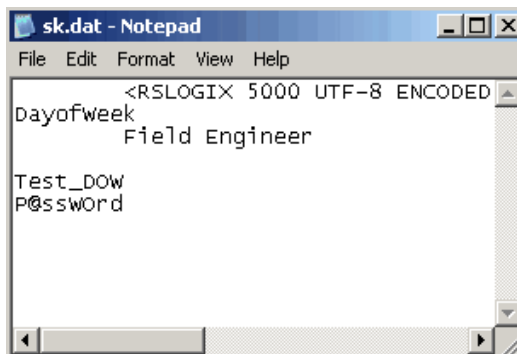 sk.dat - Notepad
File Edit Format View Help
<RSLOGIX 5000 UTF-8 ENCODED
DayofWeek
Field Engineer
Test_DOW
P@ssWOrd